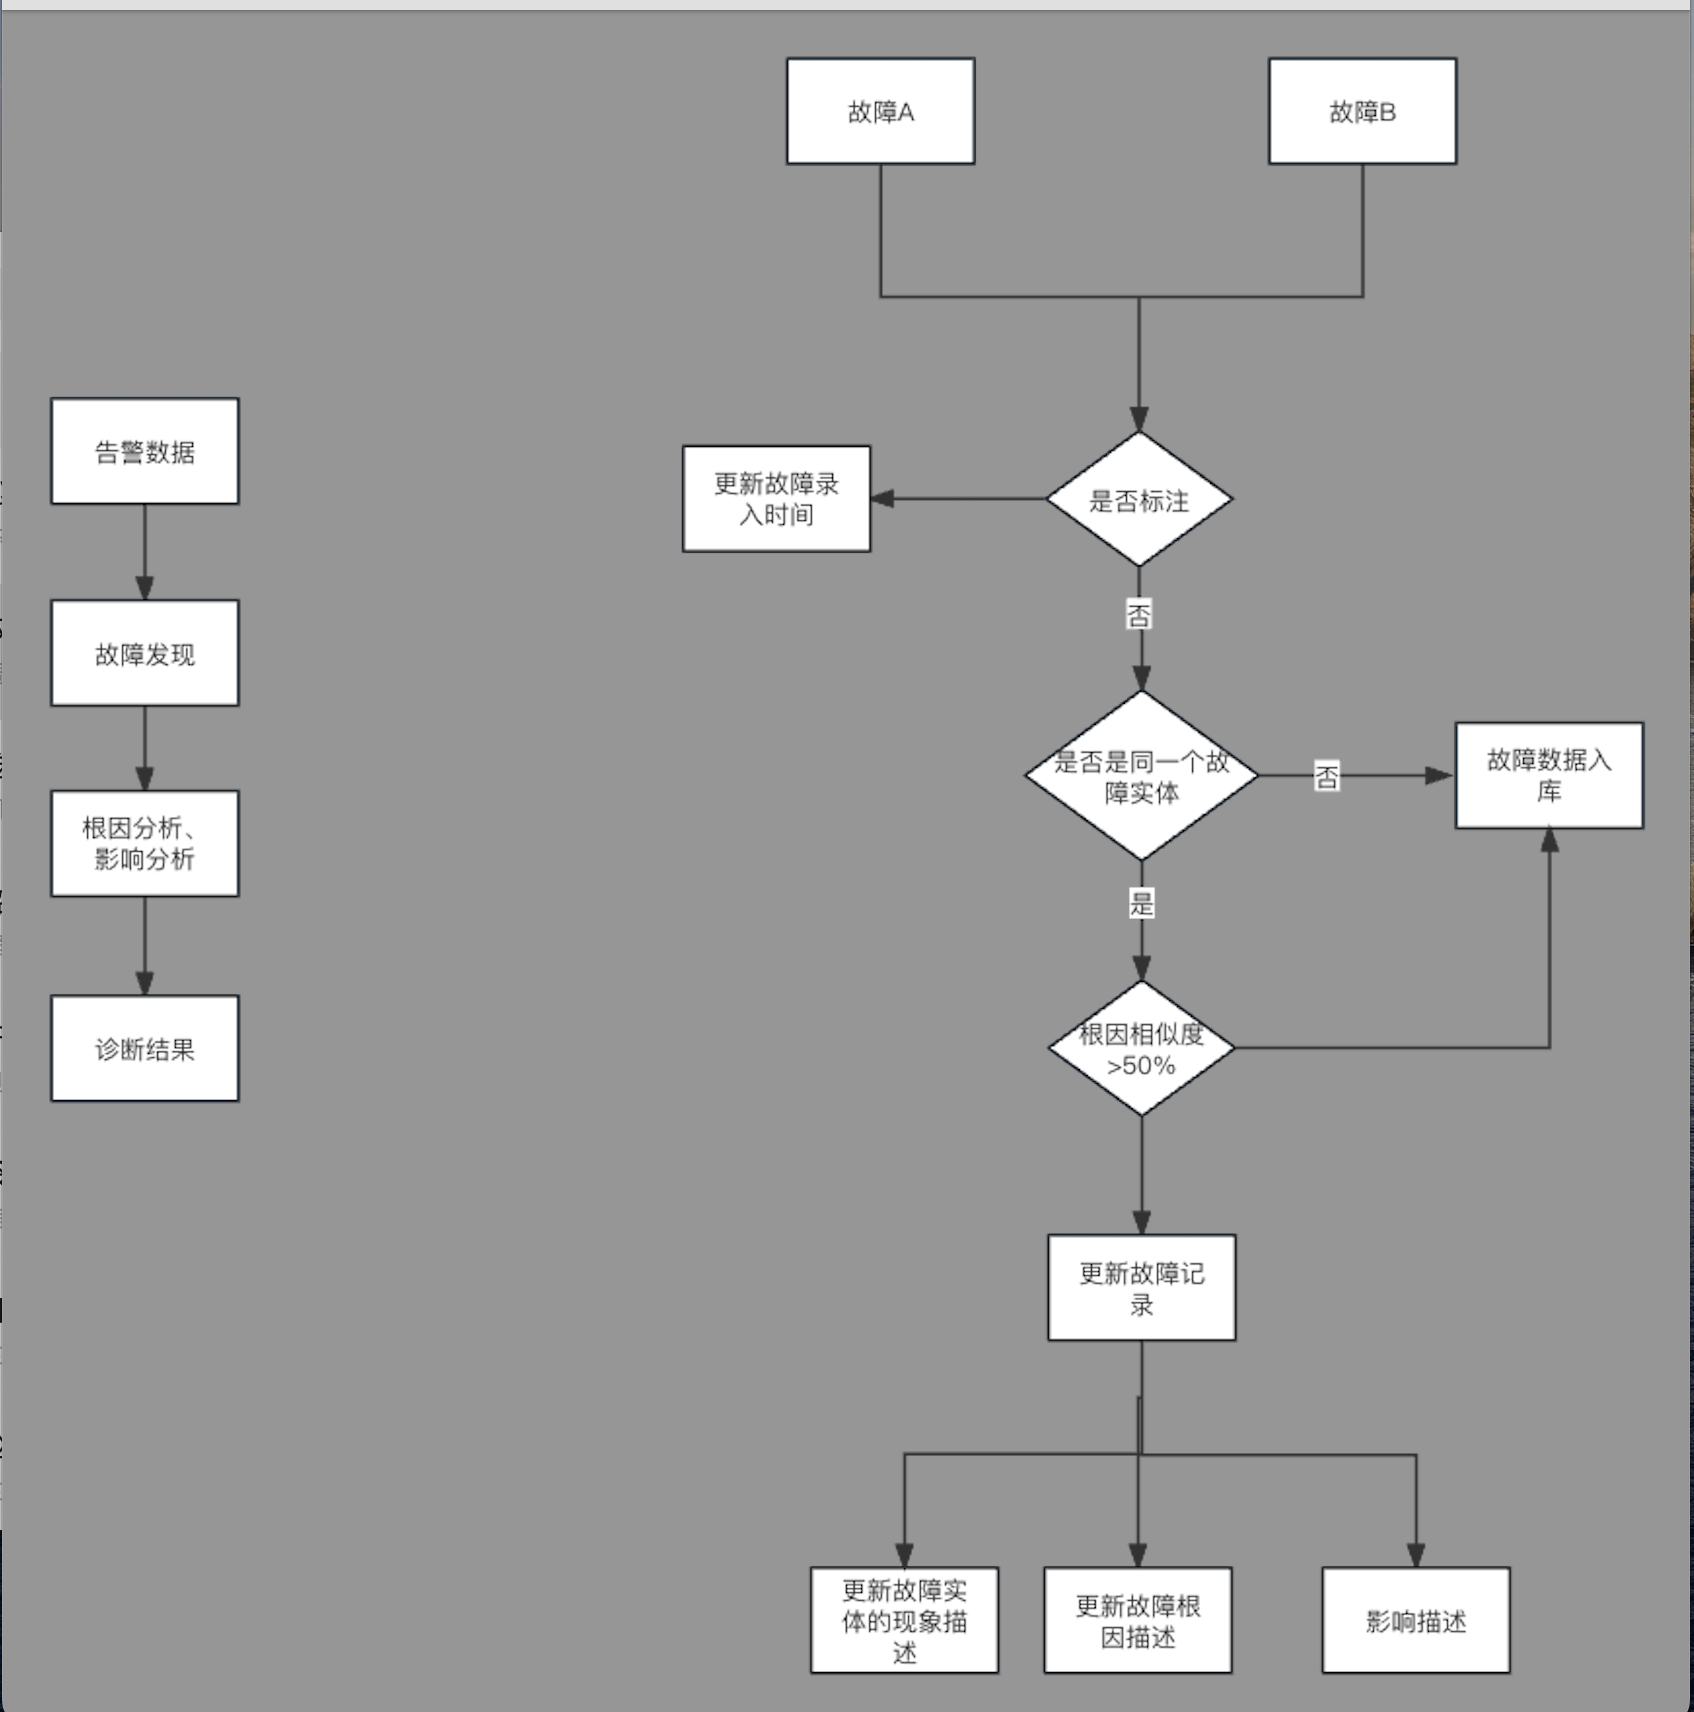 故障A
故障B
告警数据
故障发现
根因分析、
影响分析
诊断结果
更新故障录
入时间
是否标注
否
是否是同一个故
障实体
否
故障数据入
库
是
根因相似度
>50%
更新故障记
录
更新故障实
体的现象描
述
更新故障根
因描述
影响描述